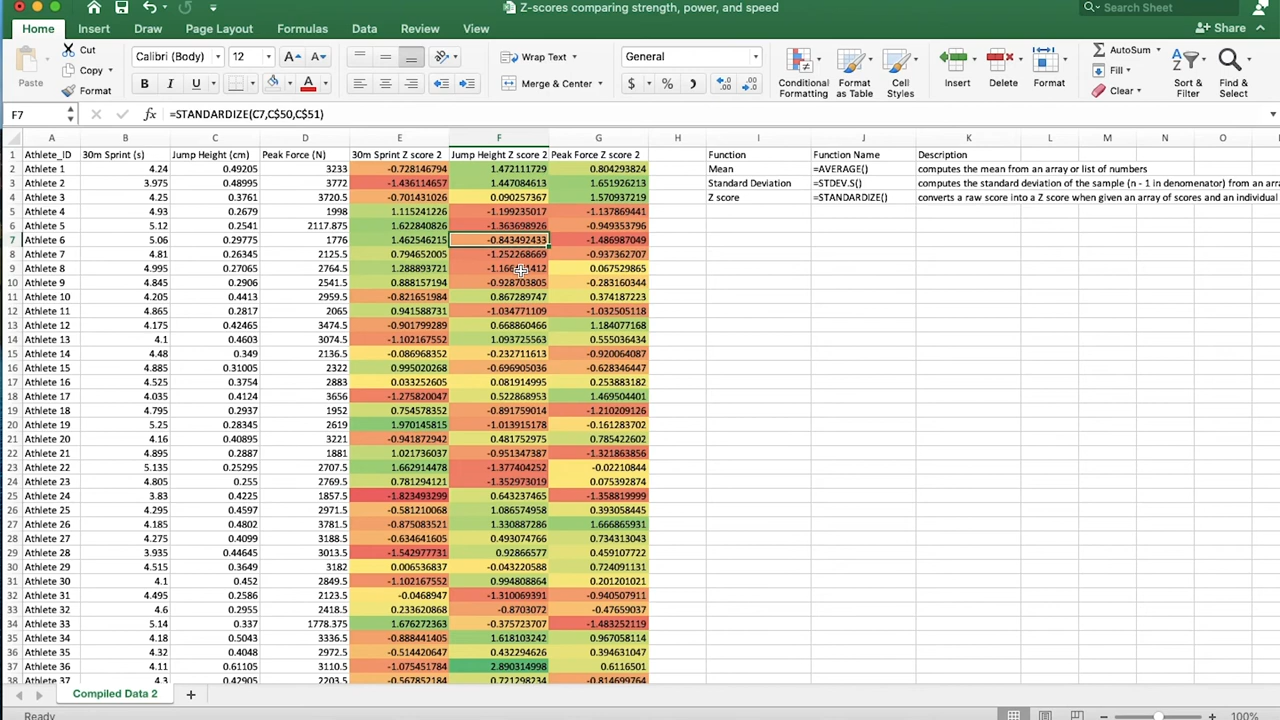 Z-scores comparing strength, power, and speed
Search Sheet
Home Insert Draw Page Layout Formulas Data Review View
Share
Paste Cut Copy Format
Calibri (Body) 12
B I U
Wrap Text
Merge & Center
General
Conditional Formatting
Format as Table
Cell Styles
Insert Delete Format
AutoSum
Fill
Clear
Sort & Filter
Find & Select
F7 fx =STANDARDIZE(C7,C$50,C$51)
A B C D E F G H I J K L M N O
1 Athlete_ID 30m Sprint (s) Jump Height (cm) Peak Force (N) 30m Sprint Z score 2 Jump Height Z score 2 Peak Force Z score 2 Function Function Name Description
2 Athlete 1 4.24 0.49205 3233 -0.728146794 1.472111729 0.804293824 Mean =AVERAGE() computes the mean from an array or list of numbers
3 Athlete 2 3.975 0.48995 3772 -1.436114657 1.447084613 1.651926213 Standard Deviation =STDEV.S() computes the standard deviation of the sample (n - 1 in denomenator) from an arra
4 Athlete 3 4.25 0.3761 3720.5 -0.701431026 0.090257367 1.570937219 Z score =STANDARDIZE() converts a raw score into a Z score when given an array of scores and an individual
5 Athlete 4 4.93 0.2679 1998 1.115241226 -1.199235017 -1.137869441
6 Athlete 5 5.12 0.2541 2117.875 1.622840826 -1.363698926 -0.949353796
7 Athlete 6 5.06 0.29775 1776 1.462546215 -0.843492433 -1.486987049
8 Athlete 7 4.81 0.26345 2125.5 0.794652005 -1.252268669 -0.937362707
9 Athlete 8 4.995 0.27065 2764.5 1.288893721 0.067529865
10 Athlete 9 4.845 0.2906 2541.5 0.888157194 -0.928703805 -0.283160344
11 Athlete 10 4.205 0.4413 2959.5 -0.821651984 0.867289747 0.374187223
12 Athlete 11 4.865 0.2817 2065 0.941588731 -1.034771109 -1.032505118
13 Athlete 12 4.175 0.42465 3474.5 -0.901799289 0.668860466 1.184077168
14 Athlete 13 4.1 0.4603 3074.5 -1.102167552 1.093725563 0.555036434
15 Athlete 14 4.48 0.349 2136.5 -0.086968352 -0.232711613 -0.920064087
16 Athlete 15 4.885 0.31005 2322 0.995020268 -0.696905036 -0.628346447
17 Athlete 16 4.525 0.3754 2883 0.033252605 0.081914995 0.253883182
18 Athlete 17 4.035 0.4124 3656 -1.275820047 0.522868953 1.469504401
19 Athlete 18 4.795 0.2937 1952 0.754578352 -0.891759014 -1.210209126
20 Athlete 19 5.25 0.28345 2619 1.970145815 -1.013915178 -0.161283702
21 Athlete 20 4.16 0.40895 3221 -0.941872942 0.481752975 0.785422602
22 Athlete 21 4.895 0.2887 1881 1.021736037 -0.951347387 -1.321863856
23 Athlete 22 5.135 0.25295 2707.5 1.662914478 -1.377404252 -0.02210844
24 Athlete 23 4.805 0.255 2769.5 0.781294121 -1.352973019 0.075392874
25 Athlete 24 3.83 0.4225 1857.5 -1.823493299 0.643237465 -1.358819999
26 Athlete 25 4.295 0.4597 2971.5 -0.581210068 1.086574958 0.393058445
27 Athlete 26 4.185 0.4802 3781.5 -0.875083521 1.330887286 1.666865931
28 Athlete 27 4.275 0.4099 3188.5 -0.634641605 0.493074766 0.734313043
29 Athlete 28 3.935 0.44645 3013.5 -1.542977731 0.92866577 0.459107722
30 Athlete 29 4.515 0.3649 3182 0.006536837 -0.043220588 0.724091131
31 Athlete 30 4.1 0.452 2849.5 -1.102167552 0.994808864 0.201201021
32 Athlete 31 4.495 0.2586 2123.5 -0.0468947 -1.310069391 -0.940507911
33 Athlete 32 4.6 0.2955 2418.5 0.233620868 -0.8703072 -0.47659037
34 Athlete 33 5.14 0.337 1778.375 1.676272363 -0.375723707 -1.483252119
35 Athlete 34 4.18 0.5043 3336.5 -0.888441405 1.618103242 0.967058114
36 Athlete 35 4.32 0.4048 2972.5 -0.514420647 0.432294626 0.394631047
37 Athlete 36 4.11 0.61105 3110.5 -1.075451784 2.890314998 0.6116501
38 Athlete 37 4.3 0.42905 2203.5 -0.567852184 0.721298234 -0.814699764
Compiled Data 2
Ready 100%